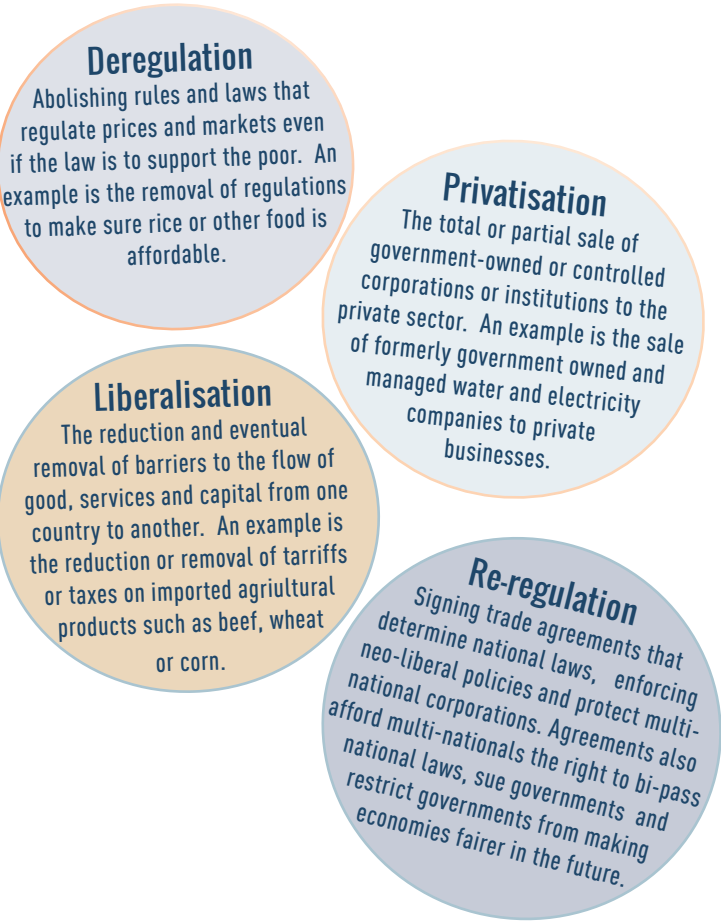 Deregulation
Abolishing rules and laws that
regulate prices and markets even
if the law is to support the poor. An
example is the removal of regulations
to make sure rice or other food is
affordable.
Privatisation
The total or partial sale of
government-owned or controlled
corporations or institutions to the
private sector. An example is the sale
of formerly government owned and
managed water and electricity
companies to private
businesses.
Liberalisation
The reduction and eventual
removal of barriers to the flow of
good, services and capital from one
country to another. An example is
the reduction or removal of tarriffs
or taxes on imported agriultural
products such as beef, wheat
or corn.
Re-regulation
Signing trade agreements that
determine national laws, enforcing
neo-liberal policies and protect multi-
national corporations. Agreements also
afford multi-nationals the right to bi-pass
national laws, sue governments and
restrict governments from making
economies fairer in the future.